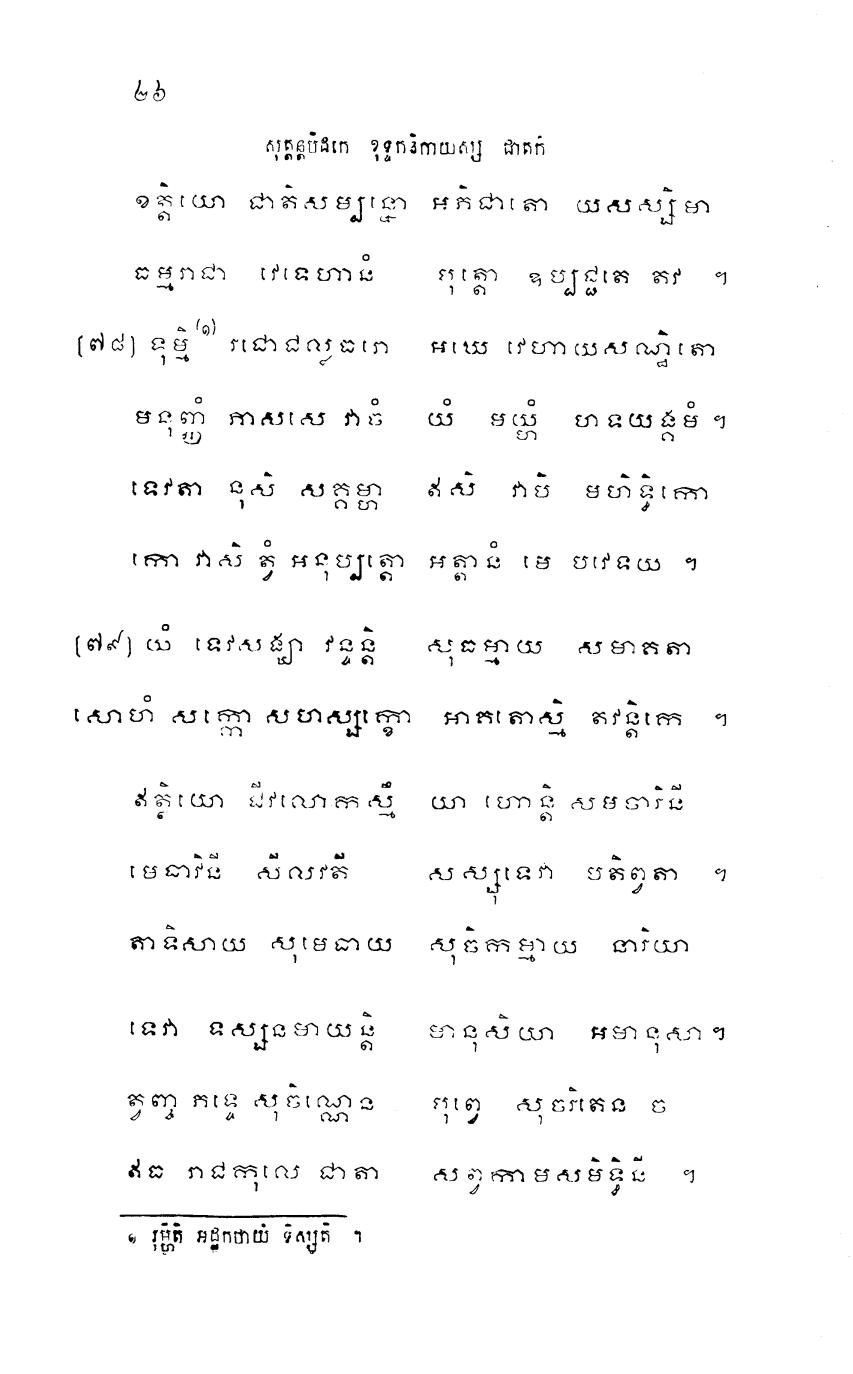 ២៦
សុត្តន្តបិដកេ ខុទ្ទកនិកាយស្ស ជាតកំ
ខត្តិយោ ជាតិសម្បន្នោ អភិជាតោ យសស្សិមា
ធម្មរាជា វេទេហានំ បុត្តោ ឧប្បជ្ជតេ តវ ។
[៧៨] ទុម្មិ (១) រជោជល្លធរោ អឃេ វេហាយសណ្ឋិតោ
មនុញ្ញំ ភាសសេ វាចំ យំ មយ្ហំ ហទយង្គមំ ។
ទេវតា នុសិ សគ្គម្ហា ឥសិ វាបិ មហិទ្ធិកោ
កោ វាសិ ត្វំ អនុប្បត្តោ អត្តានំ មេ បវេទយ ។
[៧៩] យំ ទេវសង្ឃា វន្ទន្តិ សុធម្មាយ សមាគតា
សោហំ សក្កោ សហស្សក្ខោ អាគតោស្មិ តវន្តិកេ ។
ឥត្ថិយោ ជីវលោកស្មឹ យា ហោន្តិ សមចារិនី
មេធាវិនី សីលវតី សស្សុទេវា បតិព្វតា ។
តាទិសាយ សុមេធាយ សុចិកម្មាយ នារិយា
ទេវា ទស្សនមាយន្តិ មានុសិយា អមានុសា ។
ត្វញ្ច ភទ្ទេ សុចិណ្ណេន បុព្វេ សុចរិតេន ច
ឥធ រាជកុលេ ជាតា សព្វកាមសមិទ្ធិនី ។
១ រុម្ហីតិ អដ្ឋកថាយំ ទិស្សតិ ។